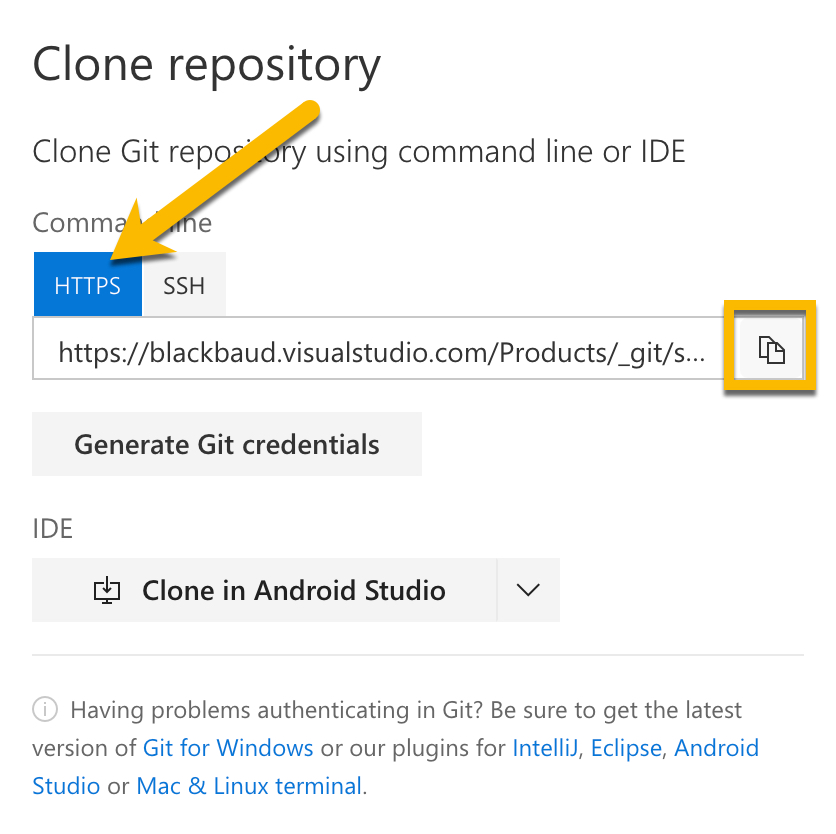 Clone repository
Clone Git repository using command line or IDE
Command line
HTTPS SSH
https://blackbaud.visualstudio.com/Products/_git/s...
Generate Git credentials
IDE
Clone in Android Studio
Having problems authenticating in Git? Be sure to get the latest
version of Git for Windows or our plugins for IntelliJ, Eclipse, Android
Studio or Mac & Linux terminal.